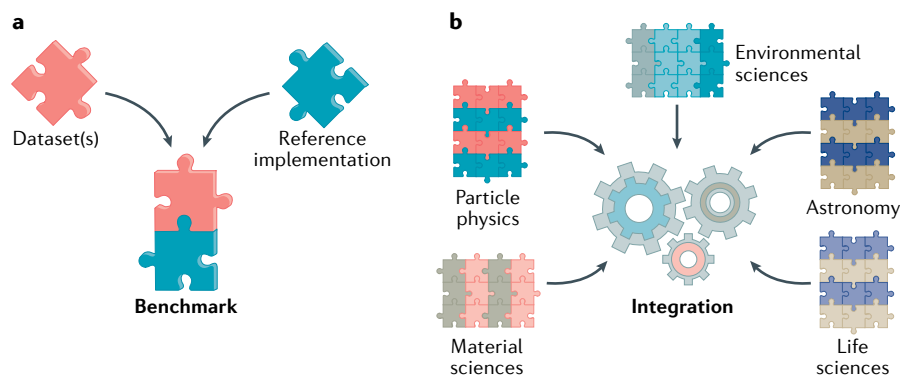 a
Dataset(s)
Reference
implementation
Benchmark
b
Environmental
sciences
Particle
physics
Astronomy
Material
sciences
Integration
Life
sciences